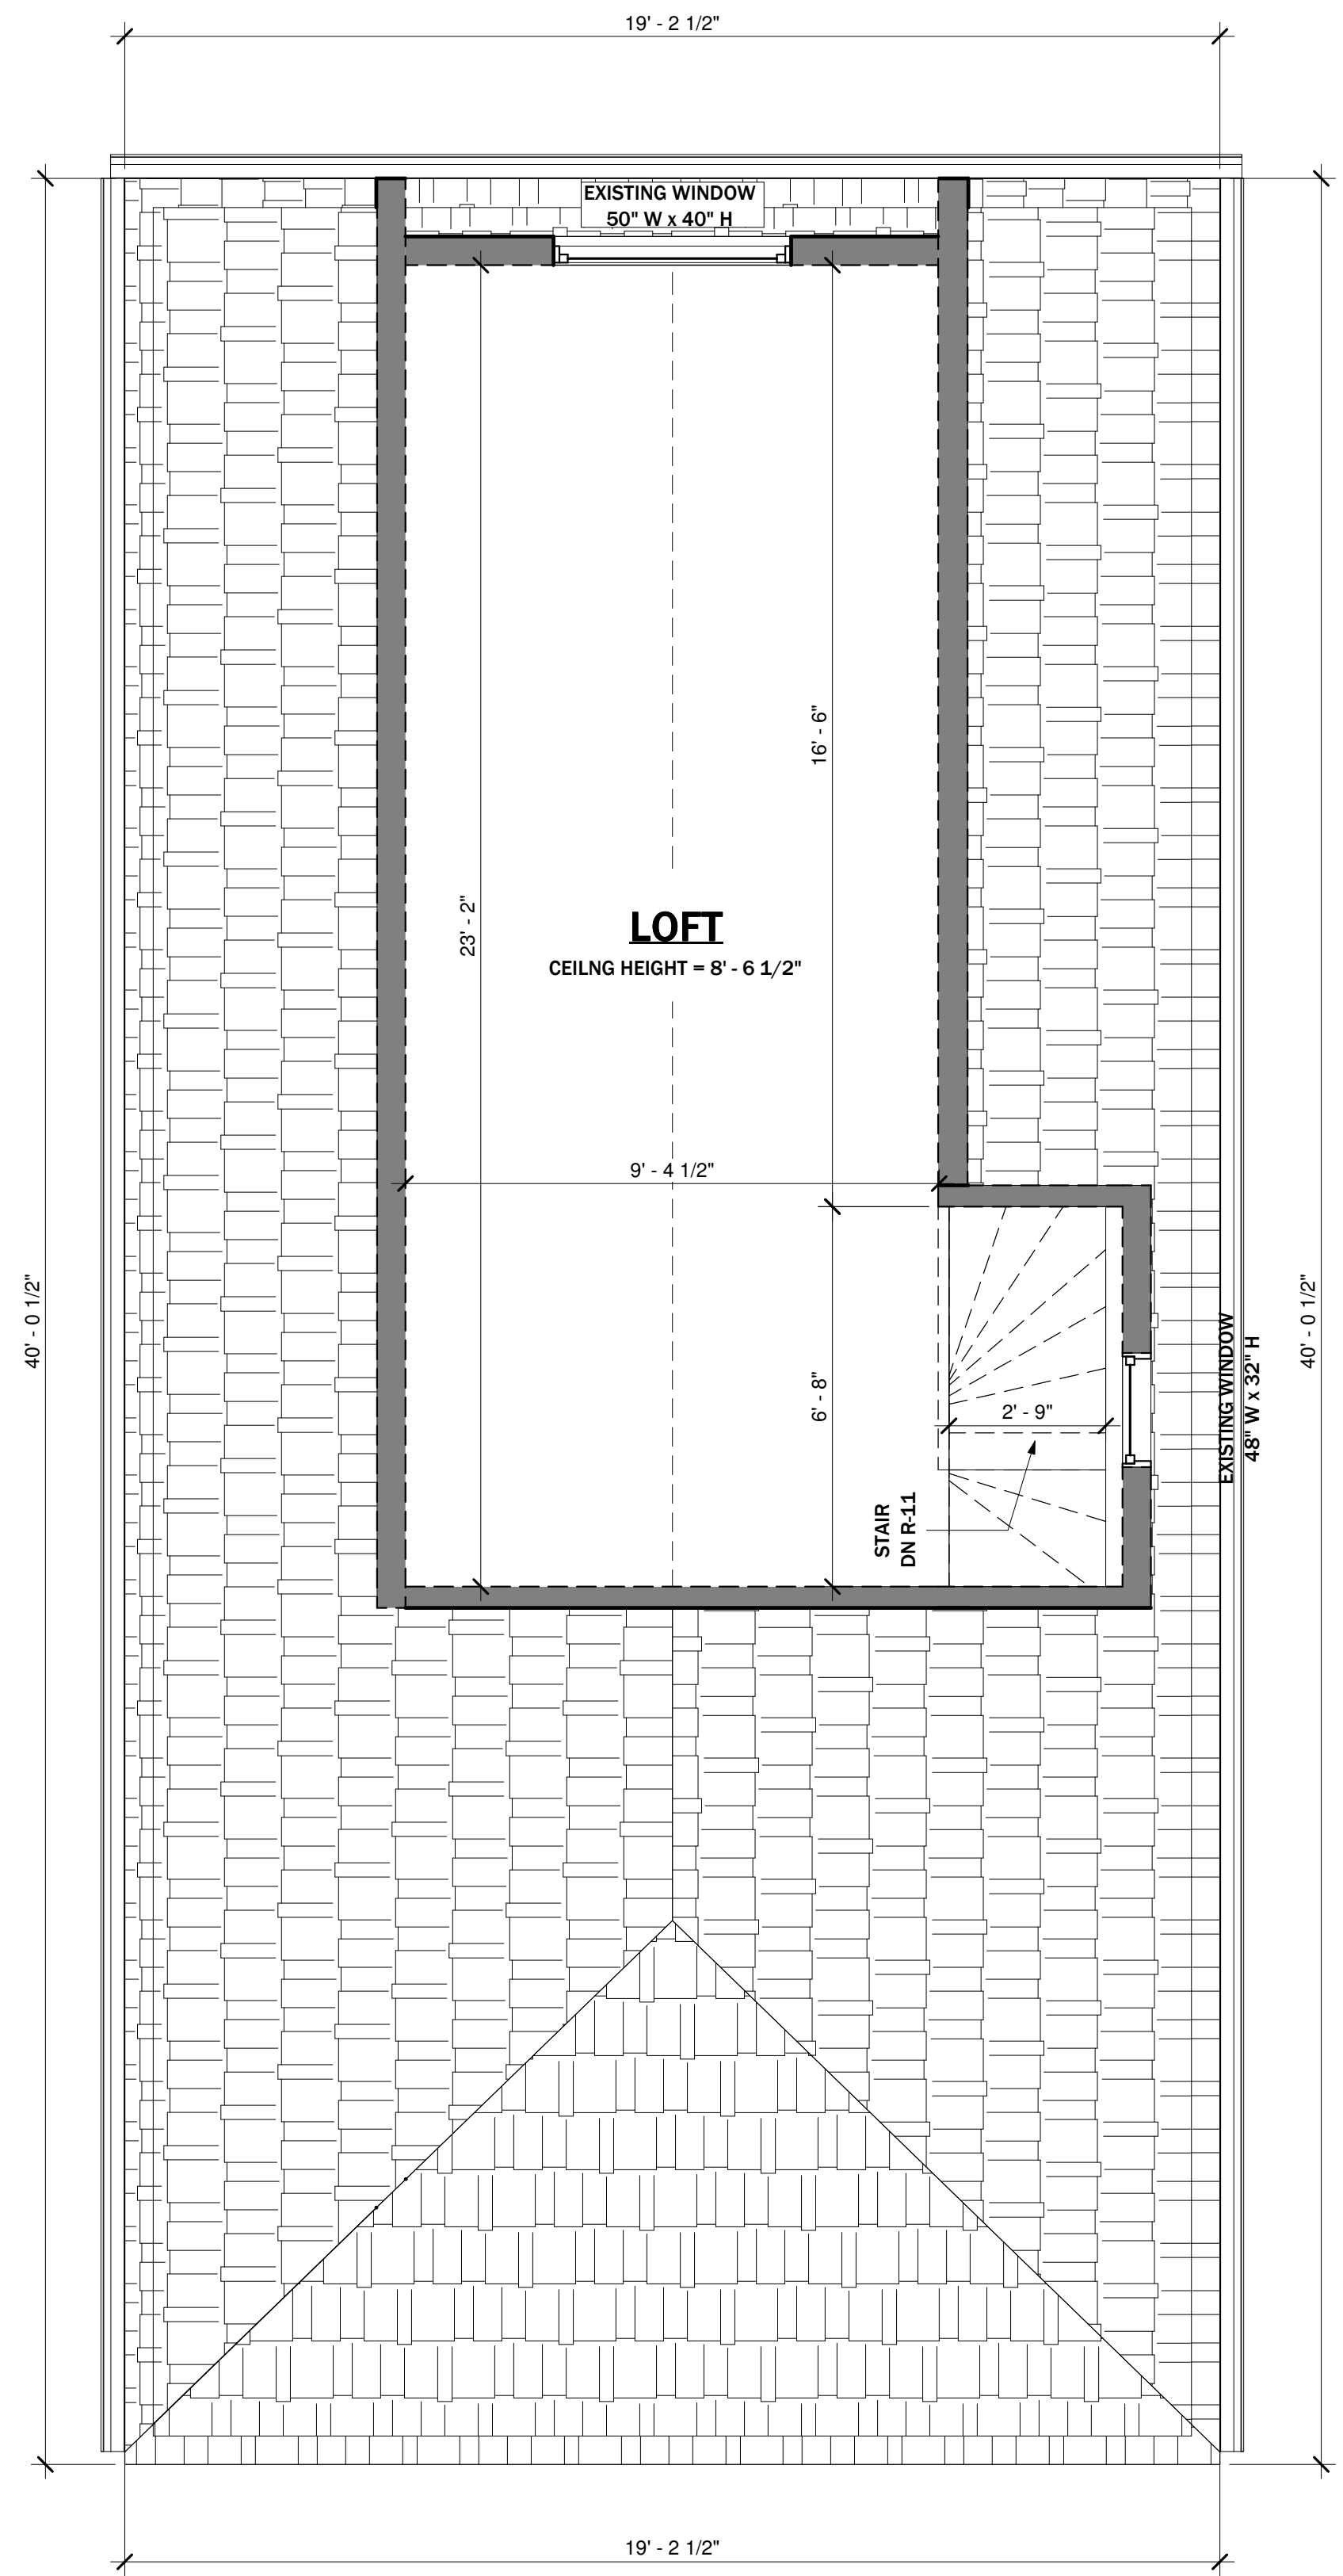 19' - 2 1/2"
EXISTING WINDOW
50" W x 40" H
16' - 6"
23' - 2"
LOFT
CEILNG HEIGHT = 8' - 6 1/2"
9' - 4 1/2"
40' - 0 1/2"
40' - 0 1/2"
EXISTING WINDOW
48" W x 32" H
6' - 8"
2' - 9"
STAIR
DN R-11
19' - 2 1/2"